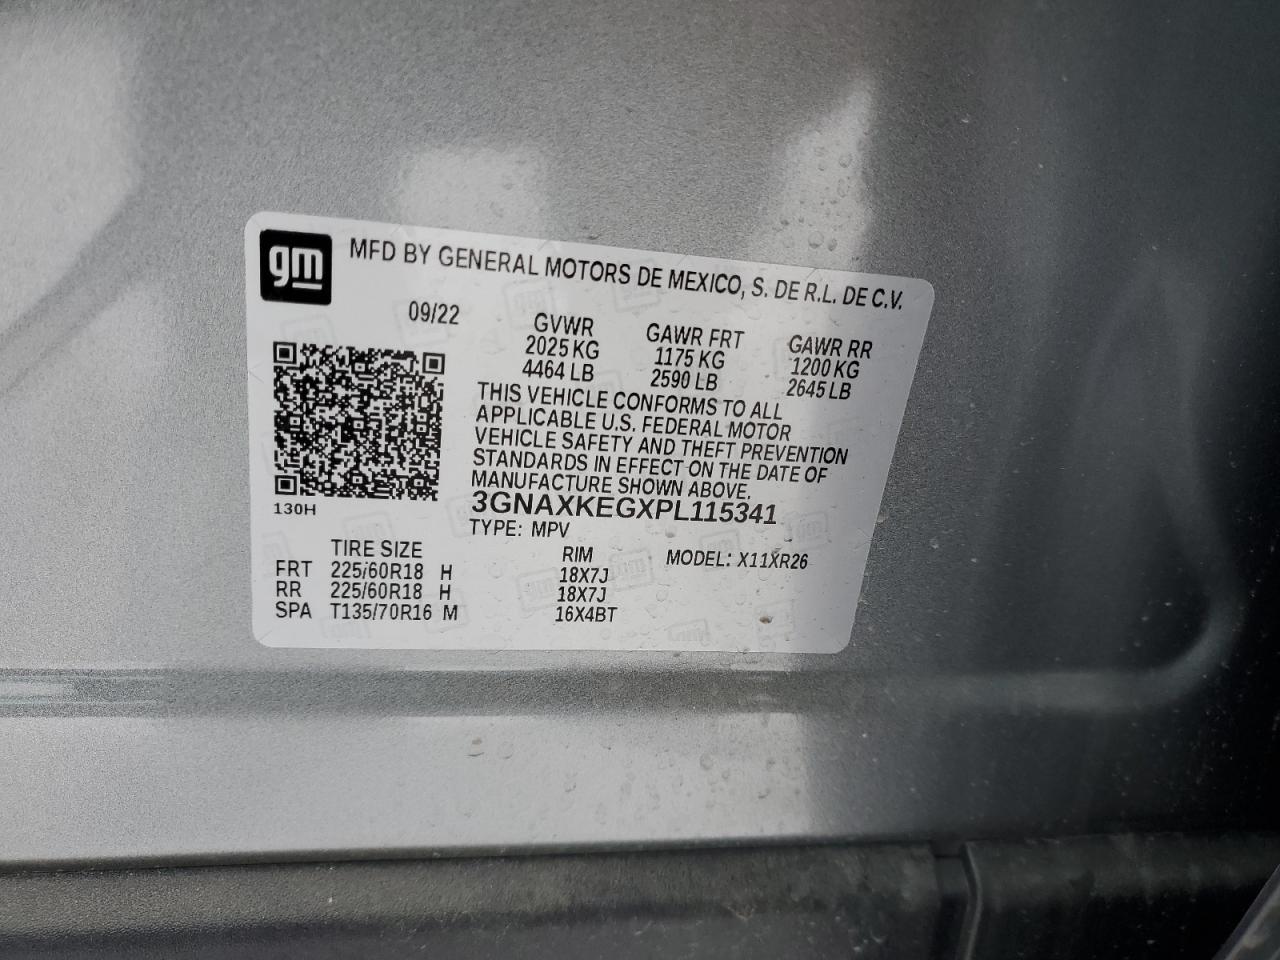 gm
MFD BY GENERAL MOTORS DE MEXICO, S. DE R.L. DE C.V.
09/22
GVWR GAWR FRT GAWR RR
2025 KG 1175 KG 1200 KG
4464 LB 2590 LB 2645 LB
THIS VEHICLE CONFORMS TO ALL
APPLICABLE U.S. FEDERAL MOTOR
VEHICLE SAFETY AND THEFT PREVENTION
STANDARDS IN EFFECT ON THE DATE OF
MANUFACTURE SHOWN ABOVE.
3GNAXKEGXPL115341
130H
TYPE: MPV
TIRE SIZE RIM MODEL: X11XR26
FRT 225/60R18 H 18X7J
RR 225/60R18 H 18X7J
SPA T135/70R16 M 16X4BT